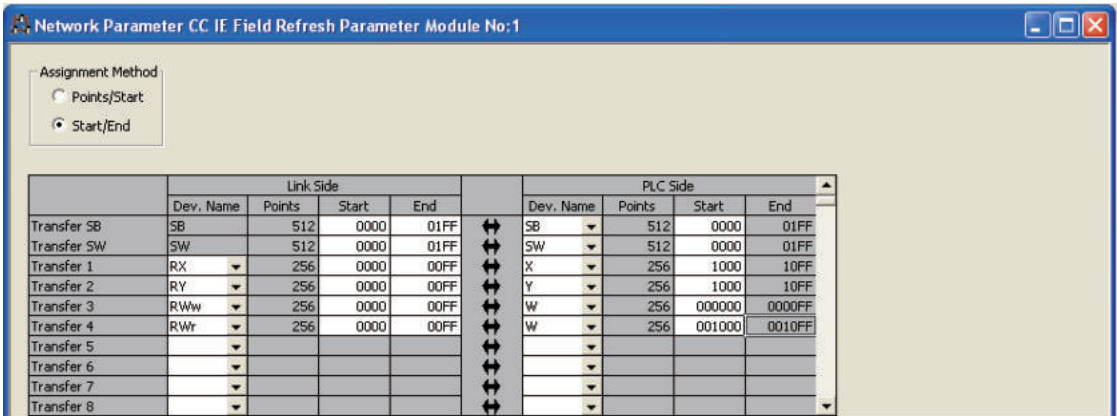 Network Parameter CC IE Field Refresh Parameter Module No:1
Assignment Method
Points/Start
Start/End
Link Side PLC Side
Dev. Name Points Start End Dev. Name Points Start End
Transfer SB SB 512 0000 01FF SB 512 0000 01FF
Transfer SW SW 512 0000 01FF SW 512 0000 01FF
Transfer 1 RX 256 0000 00FF X 256 1000 10FF
Transfer 2 RY 256 0000 00FF Y 256 1000 10FF
Transfer 3 RWw 256 0000 00FF W 256 000000 0000FF
Transfer 4 RWr 256 0000 00FF W 256 001000 0010FF
Transfer 5
Transfer 6
Transfer 7
Transfer 8